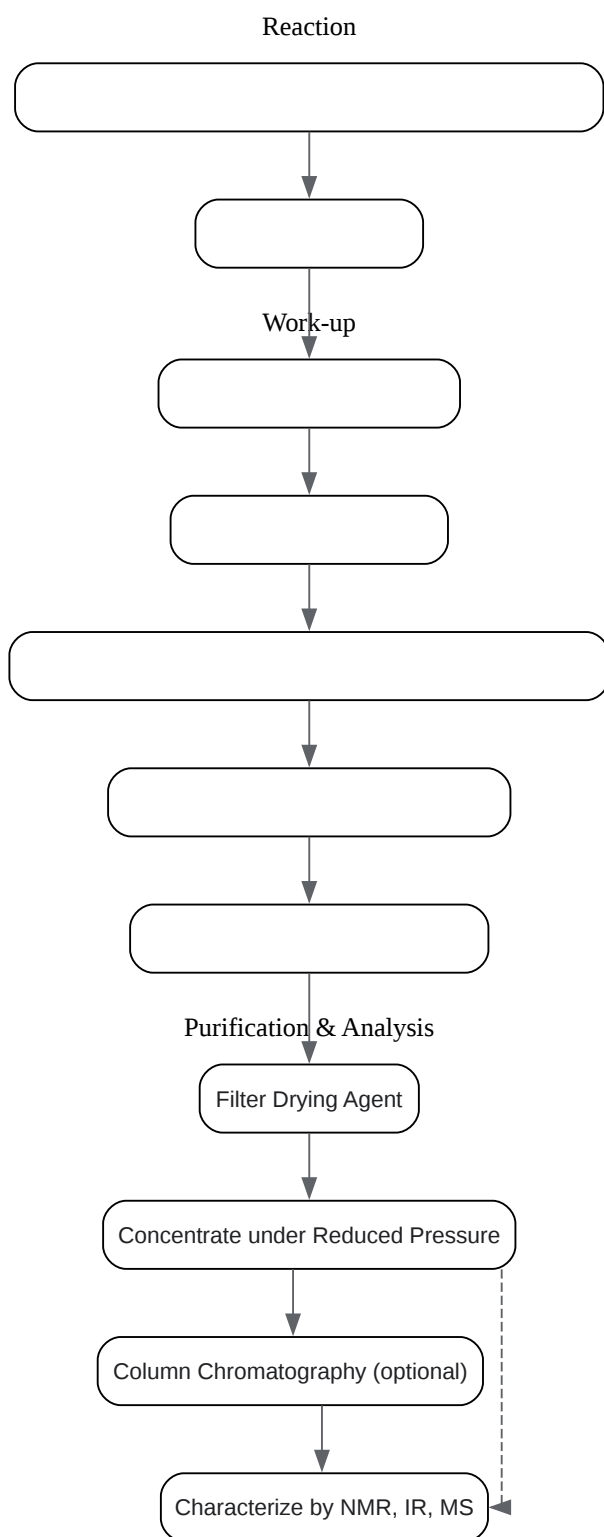 Reaction
Work-up
Purification & Analysis
Filter Drying Agent
Concentrate under Reduced Pressure
Column Chromatography (optional)
Characterize by NMR, IR, MS